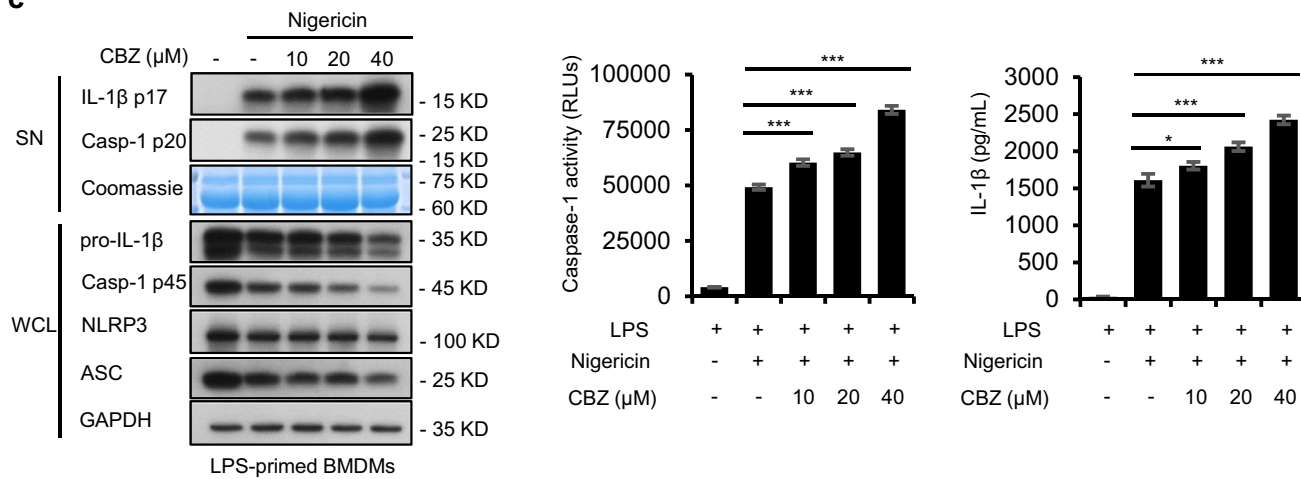 c
Nigericin
CBZ (μM) - - 10 20 40
SN
IL-1β p17 - 15 KD
Casp-1 p20 - 25 KD
- 15 KD
Coomassie - 75 KD
- 60 KD
WCL
pro-IL-1β - 35 KD
Casp-1 p45 - 45 KD
NLRP3 - 100 KD
ASC - 25 KD
GAPDH - 35 KD
LPS-primed BMDMs
Caspase-1 activity (RLUs)
100000
75000
50000
25000
0
***
***
***
LPS + + + + +
Nigericin - + + + +
CBZ (μM) - - 10 20 40
IL-1β (pg/mL)
3000
2500
2000
1500
1000
500
0
***
***
*
LPS + + + + +
Nigericin - + + + +
CBZ (μM) - - 10 20 40